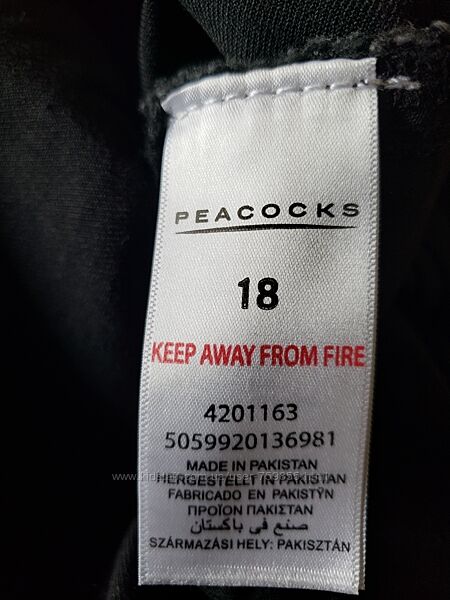 PEACOCKS
18
KEEP AWAY FROM FIRE
4201163
5059920136981
MADE IN PAKISTAN
HERGESTELLT IN PAKISTAN
FABRICADO EN PAKISTÝN
ΠΡΟΪΟΝ ΠΑΚΙΣΤΑΝ
صنع في باكستان
SZÁRMAZÁSI HELY: PAKISZTÁN